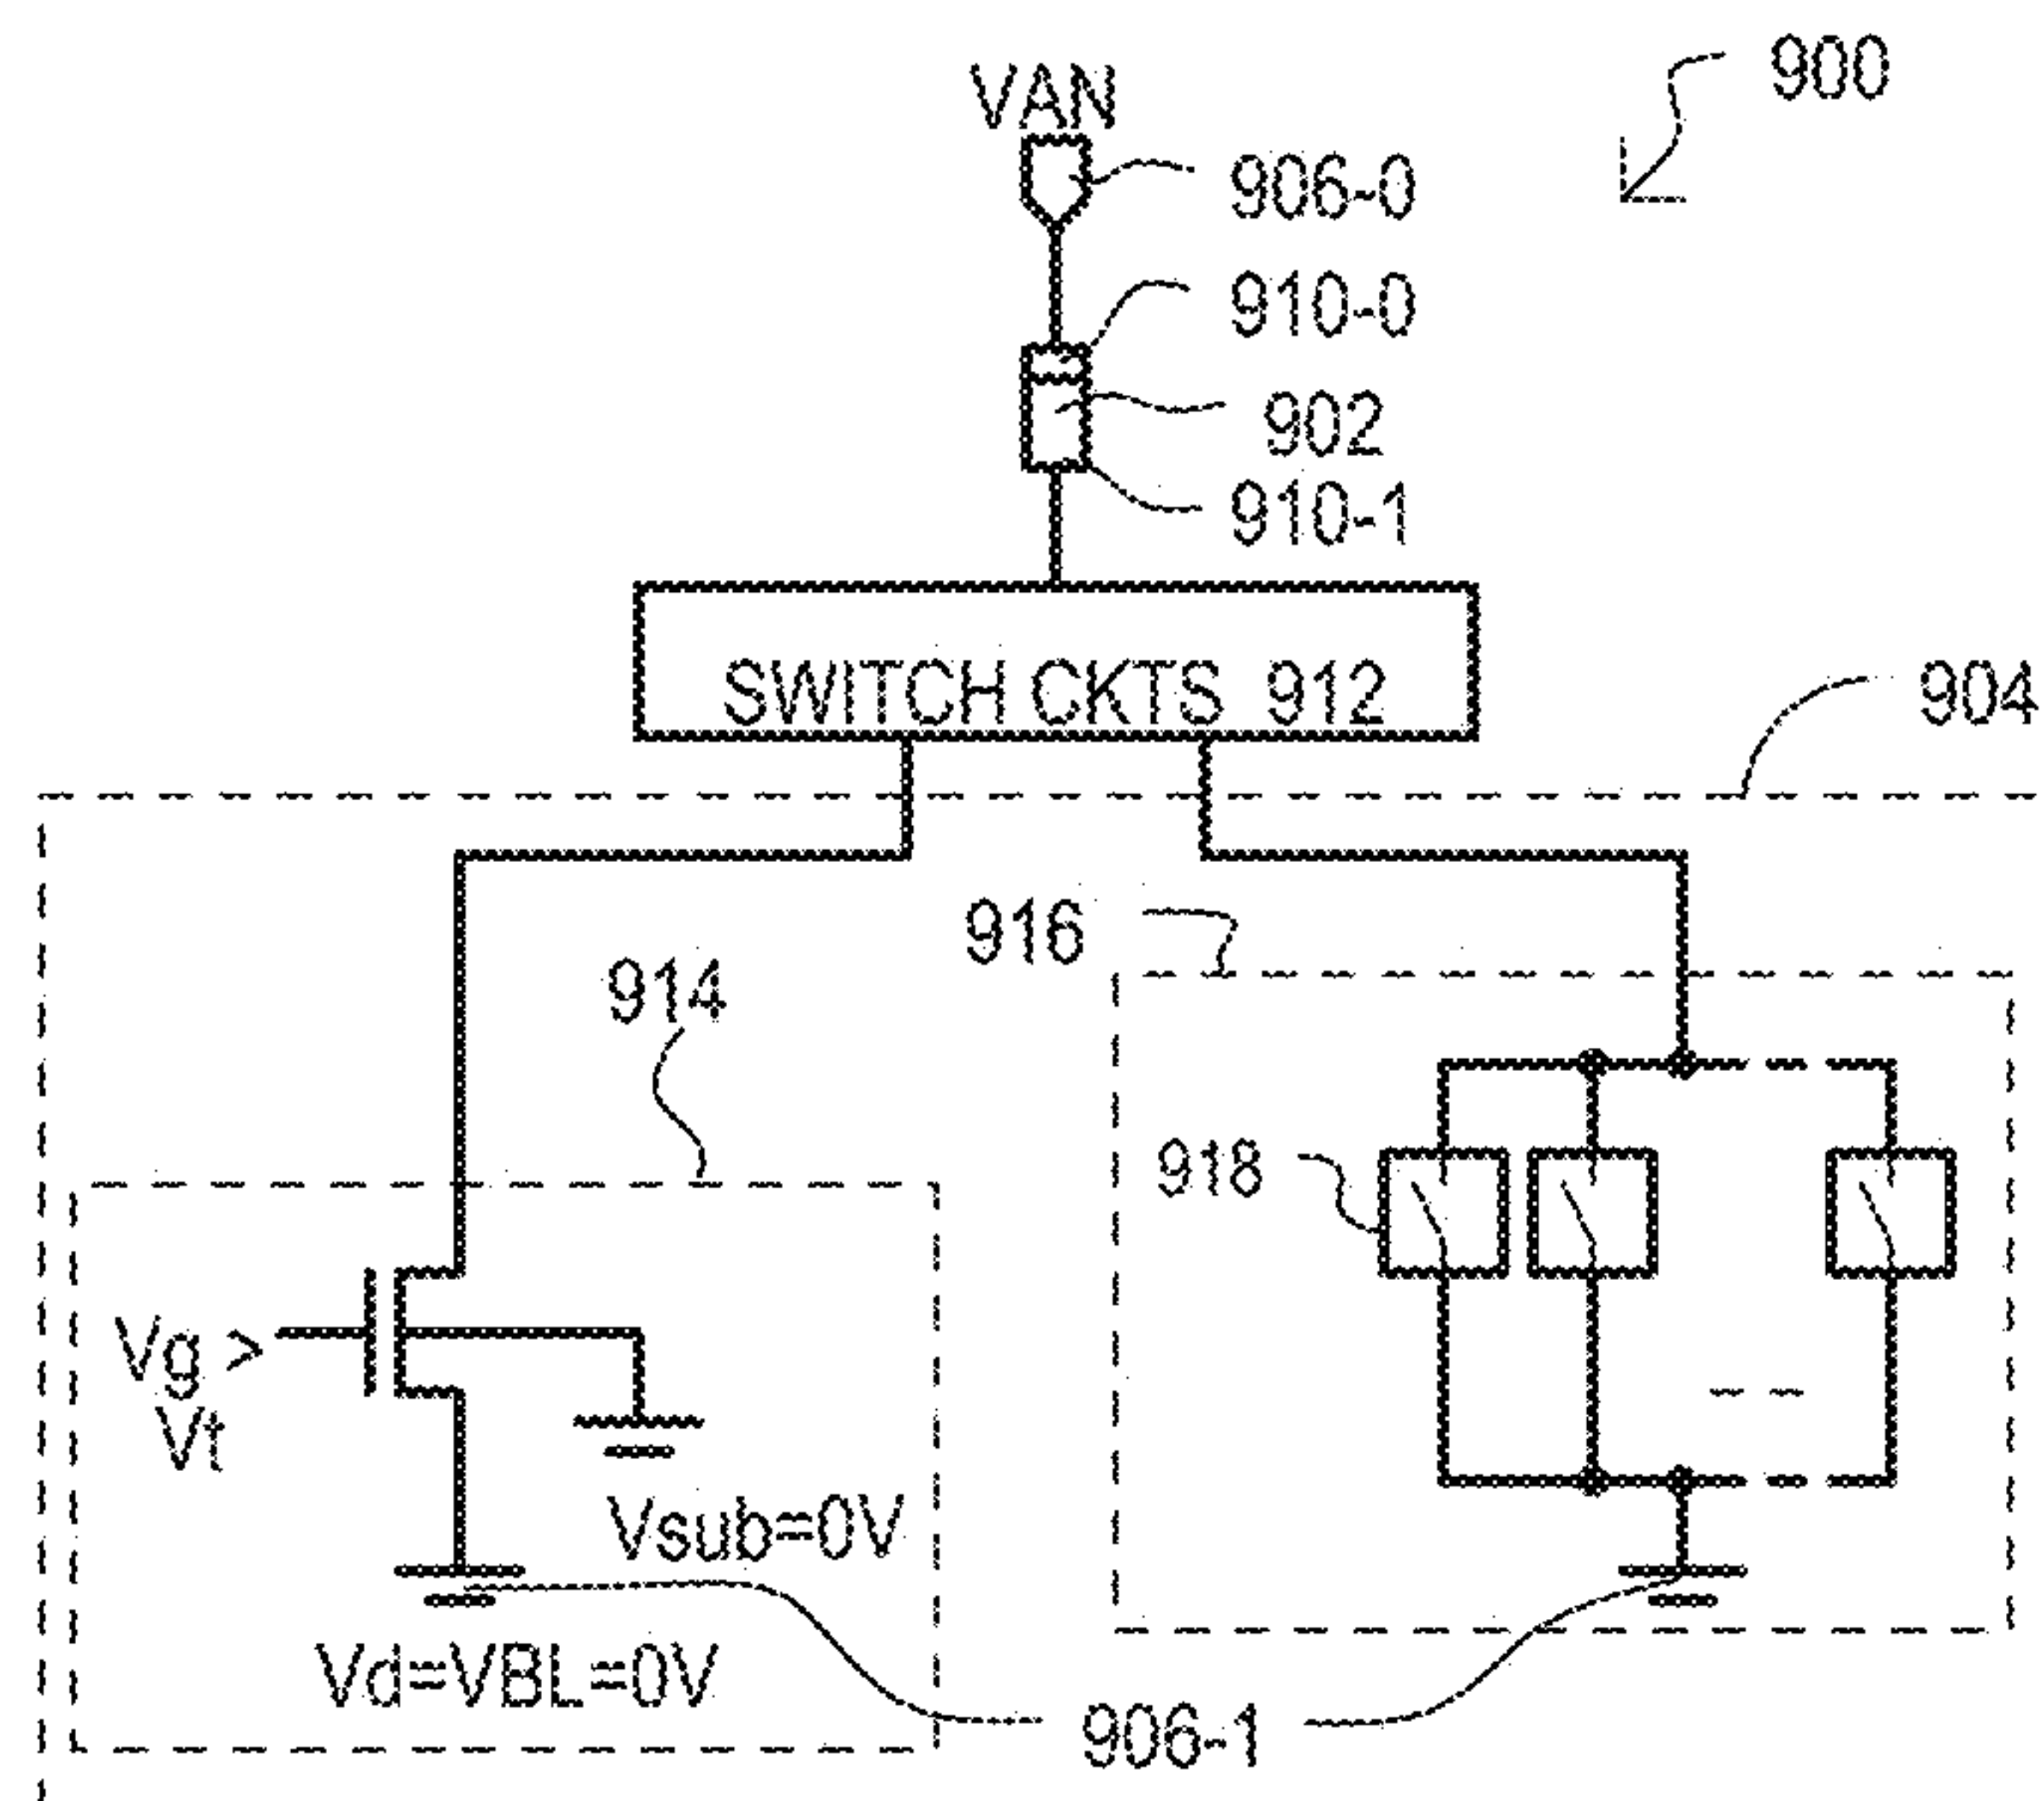 VAN
900
906-0
910-0
902
910-1
SWITCH CKTS 912
904
916
914
918
Vg >
Vt
Vsub=0V
Vd=VBL=0V
906-1